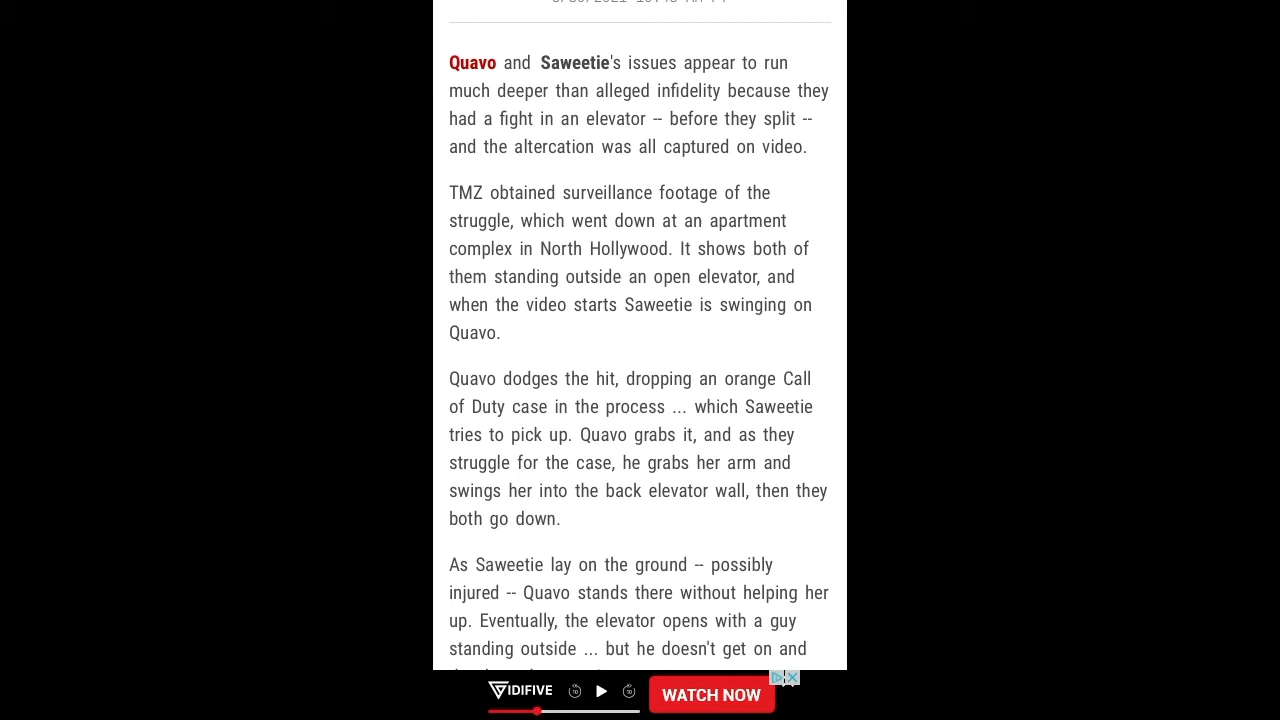 Quavo and Saweetie's issues appear to run
much deeper than alleged infidelity because they
had a fight in an elevator -- before they split --
and the altercation was all captured on video.
TMZ obtained surveillance footage of the
struggle, which went down at an apartment
complex in North Hollywood. It shows both of
them standing outside an open elevator, and
when the video starts Saweetie is swinging on
Quavo.
Quavo dodges the hit, dropping an orange Call
of Duty case in the process ... which Saweetie
tries to pick up. Quavo grabs it, and as they
struggle for the case, he grabs her arm and
swings her into the back elevator wall, then they
both go down.
As Saweetie lay on the ground -- possibly
injured -- Quavo stands there without helping her
up. Eventually, the elevator opens with a guy
standing outside ... but he doesn't get on and
VIDIFIVE
10
10
WATCH NOW